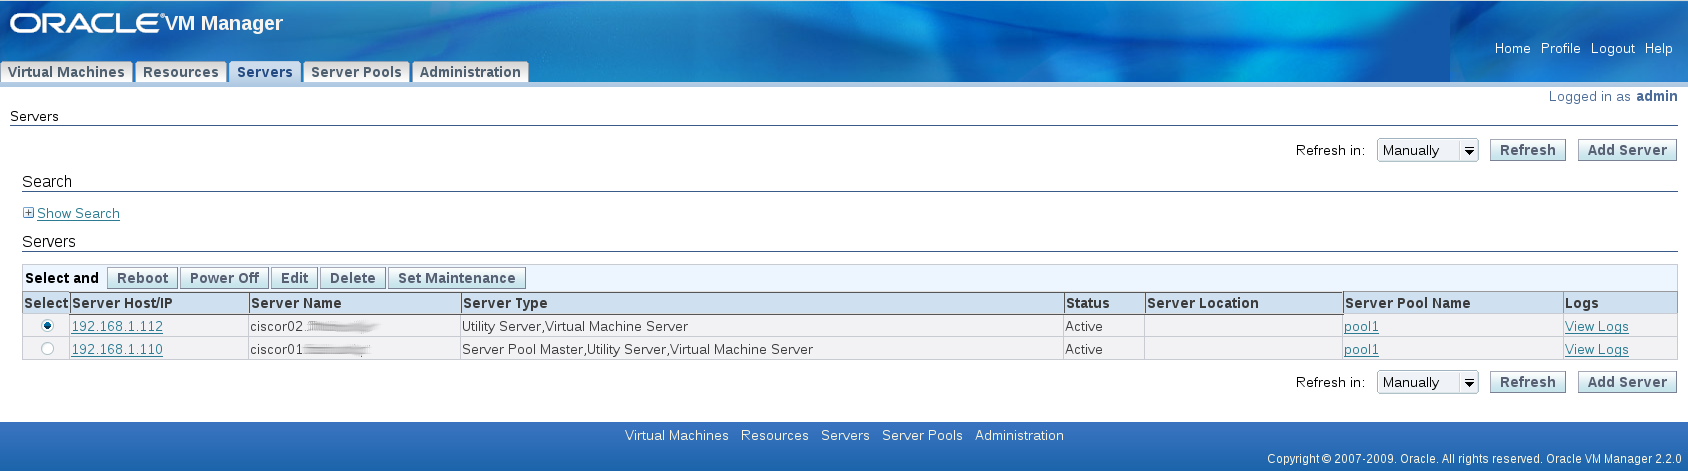 ORACLE® VM Manager
Home Profile Logout Help
Virtual Machines Resources Servers Server Pools Administration
Logged in as admin
Servers
Refresh in: Manually Refresh Add Server
Search
Show Search
Servers
Select and Reboot Power Off Edit Delete Set Maintenance
Select Server Host/IP Server Name Server Type Status Server Location Server Pool Name Logs
192.168.1.112 ciscor02. Utility Server,Virtual Machine Server Active pool1 View Logs
192.168.1.110 ciscor01 Server Pool Master,Utility Server,Virtual Machine Server Active pool1 View Logs
Refresh in: Manually Refresh Add Server
Virtual Machines Resources Servers Server Pools Administration
Copyright © 2007-2009. Oracle. All rights reserved. Oracle VM Manager 2.2.0